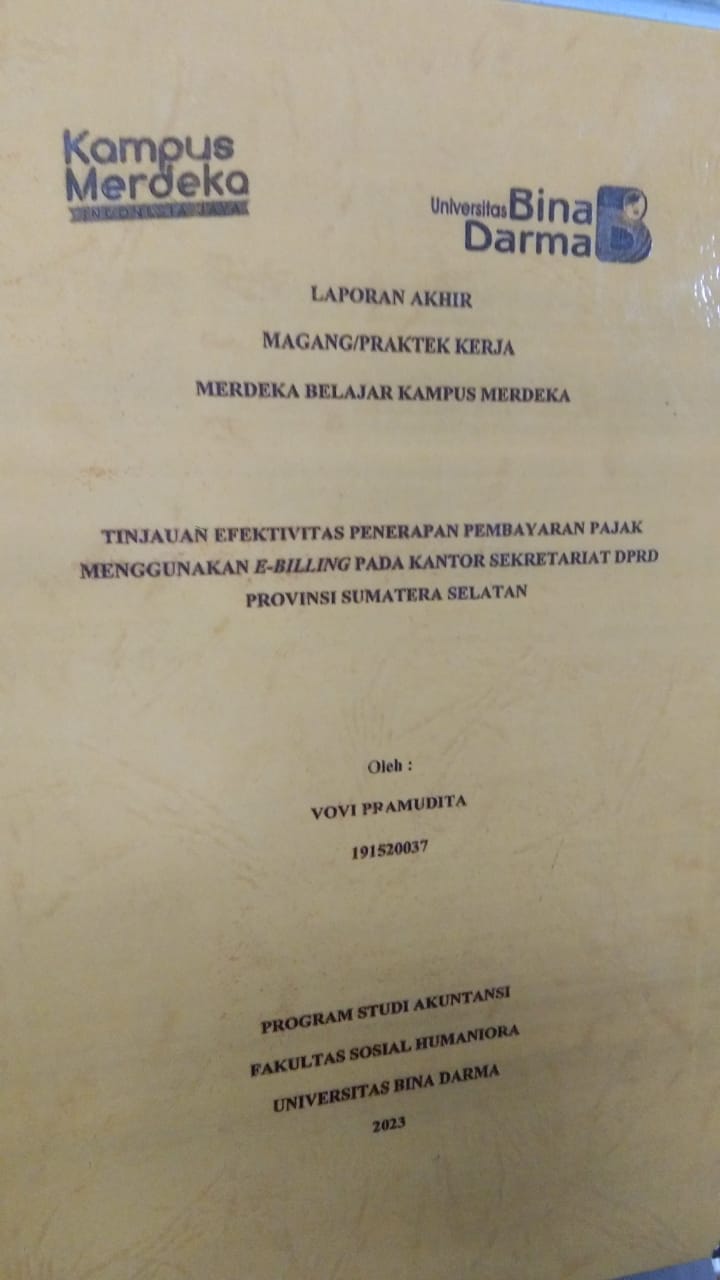 Kampus
Merdeka
INDONESIA JAYA
Universitas Bina
Darma
LAPORAN AKHIR
MAGANG/PRAKTEK KERJA
MERDEKA BELAJAR KAMPUS MERDEKA
TINJAUAN EFEKTIVITAS PENERAPAN PEMBAYARAN PAJAK
MENGGUNAKAN E-BILLING PADA KANTOR SEKRETARIAT DPRD
PROVINSI SUMATERA SELATAN
Oleh :
VOVI PRAMUDITA
191520037
PROGRAM STUDI AKUNTANSI
FAKULTAS SOSIAL HUMANIORA
UNIVERSITAS BINA DARMA
2023